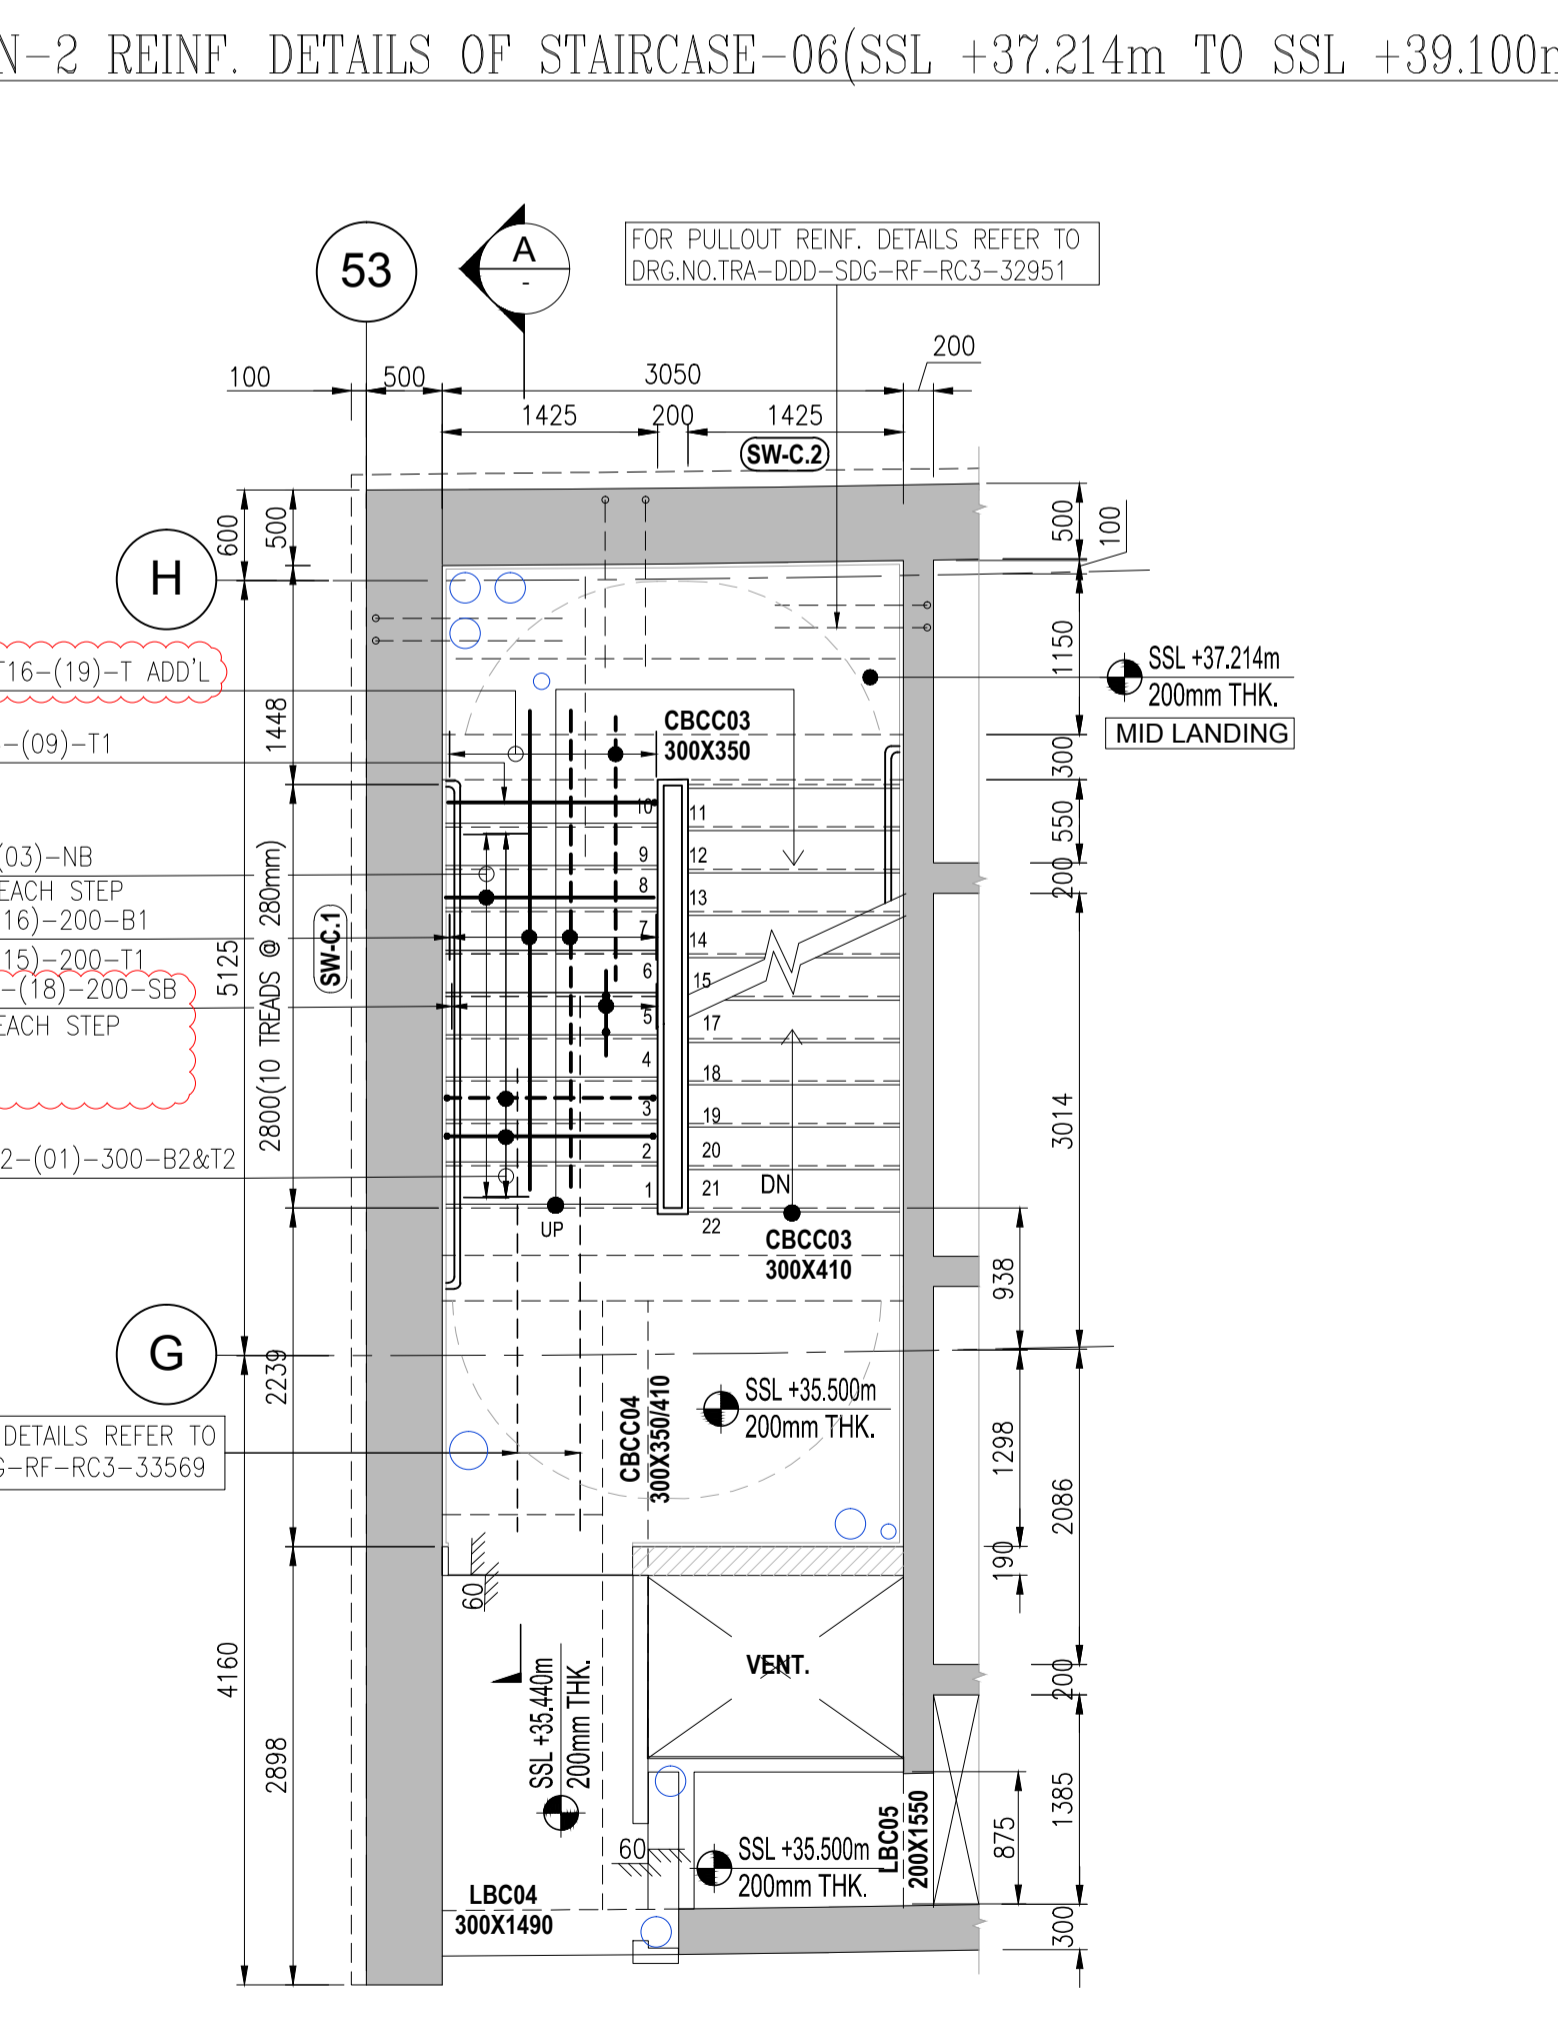 N-2 REINF. DETAILS OF STAIRCASE-06(SSL +37.214m TO SSL +39.100m
53
A
-
FOR PULLOUT REINF. DETAILS REFER TO
DRG.NO.TRA-DDD-SDG-RF-RC3-32951
100
500
3050
200
1425
200
1425
SW-C.2
600
500
500
100
H
T16-(19)-T ADD'L
1448
1150
SSL +37.214m
200mm THK.
MID LANDING
-(09)-T1
CBCC03
300X350
300
550
200
(03)-NB
EACH STEP
16)-200-B1
15)-200-T1
-(18)-200-SB
EACH STEP
2-(01)-300-B2&T2
5125
2800(10 TREADS @ 280mm)
SW-C.1
10
9
8
7
6
5
4
3
2
1
11
12
13
14
15
17
18
19
20
21
22
UP
DN
CBCC03
300X410
3014
938
G
2239
DETAILS REFER TO
G-RF-RC3-33569
CBCC04
300X350/410
SSL +35.500m
200mm THK.
1298
2086
190
60
VENT.
4160
2898
SSL +35.440m
200mm THK.
200
1385
875
60
SSL +35.500m
200mm THK.
LBC05
200X1550
LBC04
300X1490
300